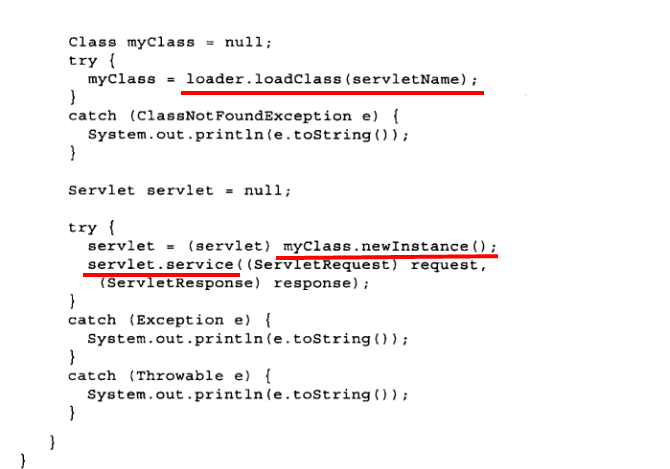 Class myClass = null;
try {
myClass = loader.loadClass(servletName);
}
catch (ClassNotFoundException e) {
System.out.println(e.toString());
}
Servlet servlet = null;
try {
servlet = (servlet) myClass.newInstance();
servlet.service((ServletRequest) request,
(ServletResponse) response);
}
catch (Exception e) {
System.out.println(e.toString());
}
catch (Throwable e) {
System.out.println(e.toString());
}
}
}